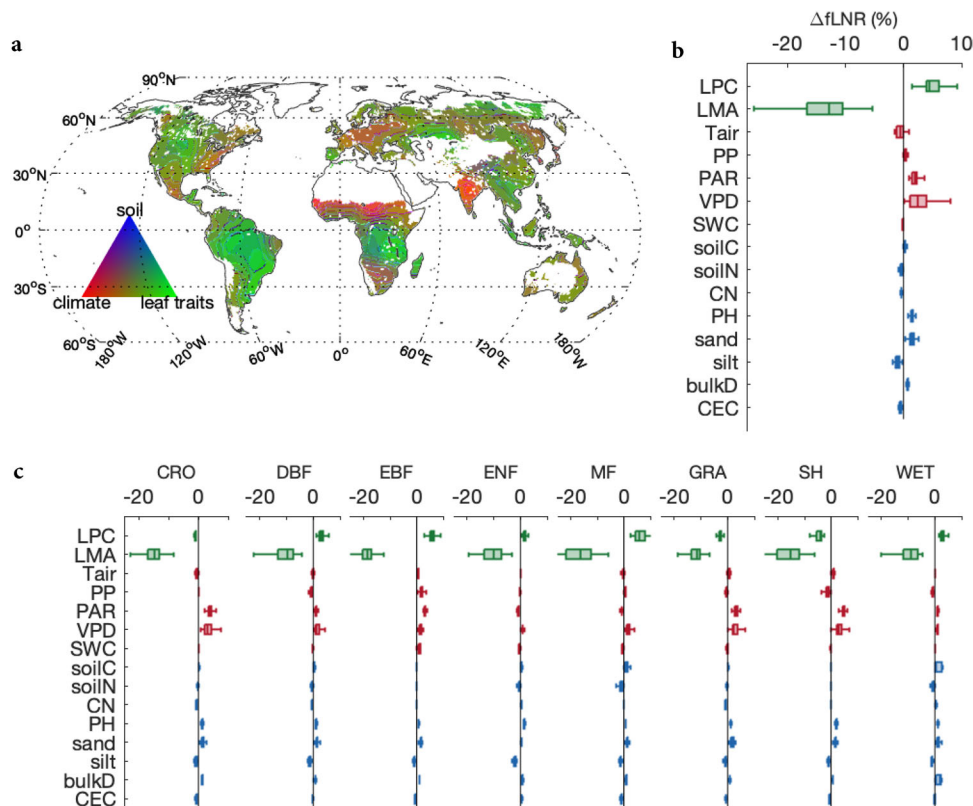 a
90°N
60°N
30°N
0°
30°S
60°S
120°W
180°W
60°W
0°
60°E
120°E
180°W
soil
climate
leaf traits
b
ΔfLNR (%)
-20 -10 0 10
LPC
LMA
Tair
PP
PAR
VPD
SWC
soilC
soilN
CN
PH
sand
silt
bulkD
CEC
c
CRO DBF EBF ENF MF GRA SH WET
-20 0 -20 0 -20 0 -20 0 -20 0 -20 0 -20 0 -20 0
LPC
LMA
Tair
PP
PAR
VPD
SWC
soilC
soilN
CN
PH
sand
silt
bulkD
CEC